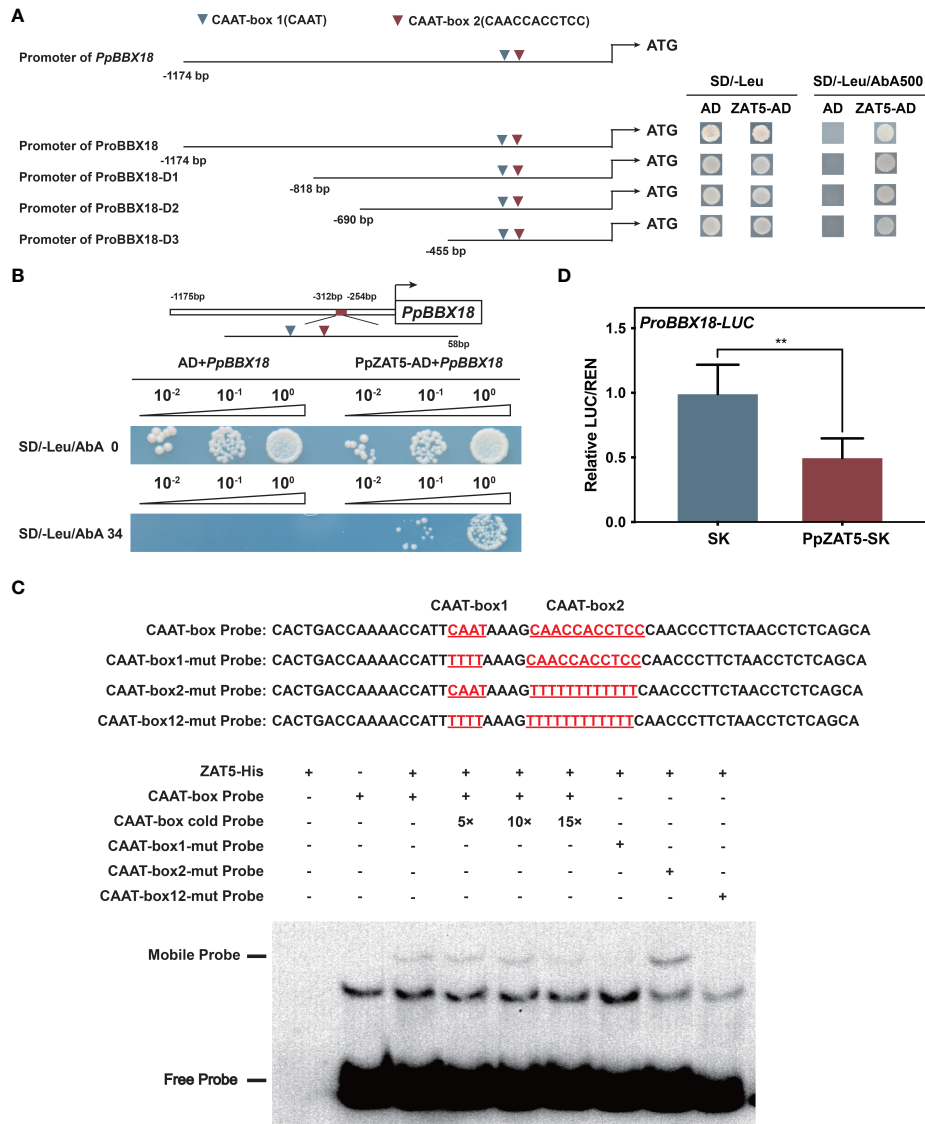 A
CAAT-box 1(CAAT)
CAAT-box 2(CAACCACCTCC)
Promoter of PpBBX18
-1174 bp
ATG
SD/-Leu
SD/-Leu/AbA500
AD
ZAT5-AD
AD
ZAT5-AD
Promoter of ProBBX18
-1174 bp
ATG
Promoter of ProBBX18-D1
-818 bp
ATG
Promoter of ProBBX18-D2
-690 bp
ATG
Promoter of ProBBX18-D3
-455 bp
ATG
B
-1175bp
-312bp
-254bp
PpBBX18
58bp
AD+PpBBX18
PpZAT5-AD+PpBBX18
10⁻² 10⁻¹ 10⁰ 10⁻² 10⁻¹ 10⁰
SD/-Leu/AbA 0
10⁻² 10⁻¹ 10⁰ 10⁻² 10⁻¹ 10⁰
SD/-Leu/AbA 34
D
ProBBX18-LUC
**
Relative LUC/REN
1.5
1.0
0.5
0.0
SK
PpZAT5-SK
C
CAAT-box1
CAAT-box2
CAAT-box Probe: CACTGACCAAAACCATTCAATAAAGCAACCACCTCCCAACCCTTCTAACCTCTCAGCA
CAAT-box1-mut Probe: CACTGACCAAAACCATTTTTTAAAGCAACCACCTCCCAACCCTTCTAACCTCTCAGCA
CAAT-box2-mut Probe: CACTGACCAAAACCATTCAATAAAGTTTTTTTTTTTTCAACCCTTCTAACCTCTCAGCA
CAAT-box12-mut Probe: CACTGACCAAAACCATTTTTTAAAGTTTTTTTTTTTTCAACCCTTCTAACCTCTCAGCA
ZAT5-His + - + + + + + + +
CAAT-box Probe - + + + + + - - -
CAAT-box cold Probe - - - 5× 10× 15× - - -
CAAT-box1-mut Probe - - - - - - + - -
CAAT-box2-mut Probe - - - - - - - + -
CAAT-box12-mut Probe - - - - - - - - +
Mobile Probe
Free Probe